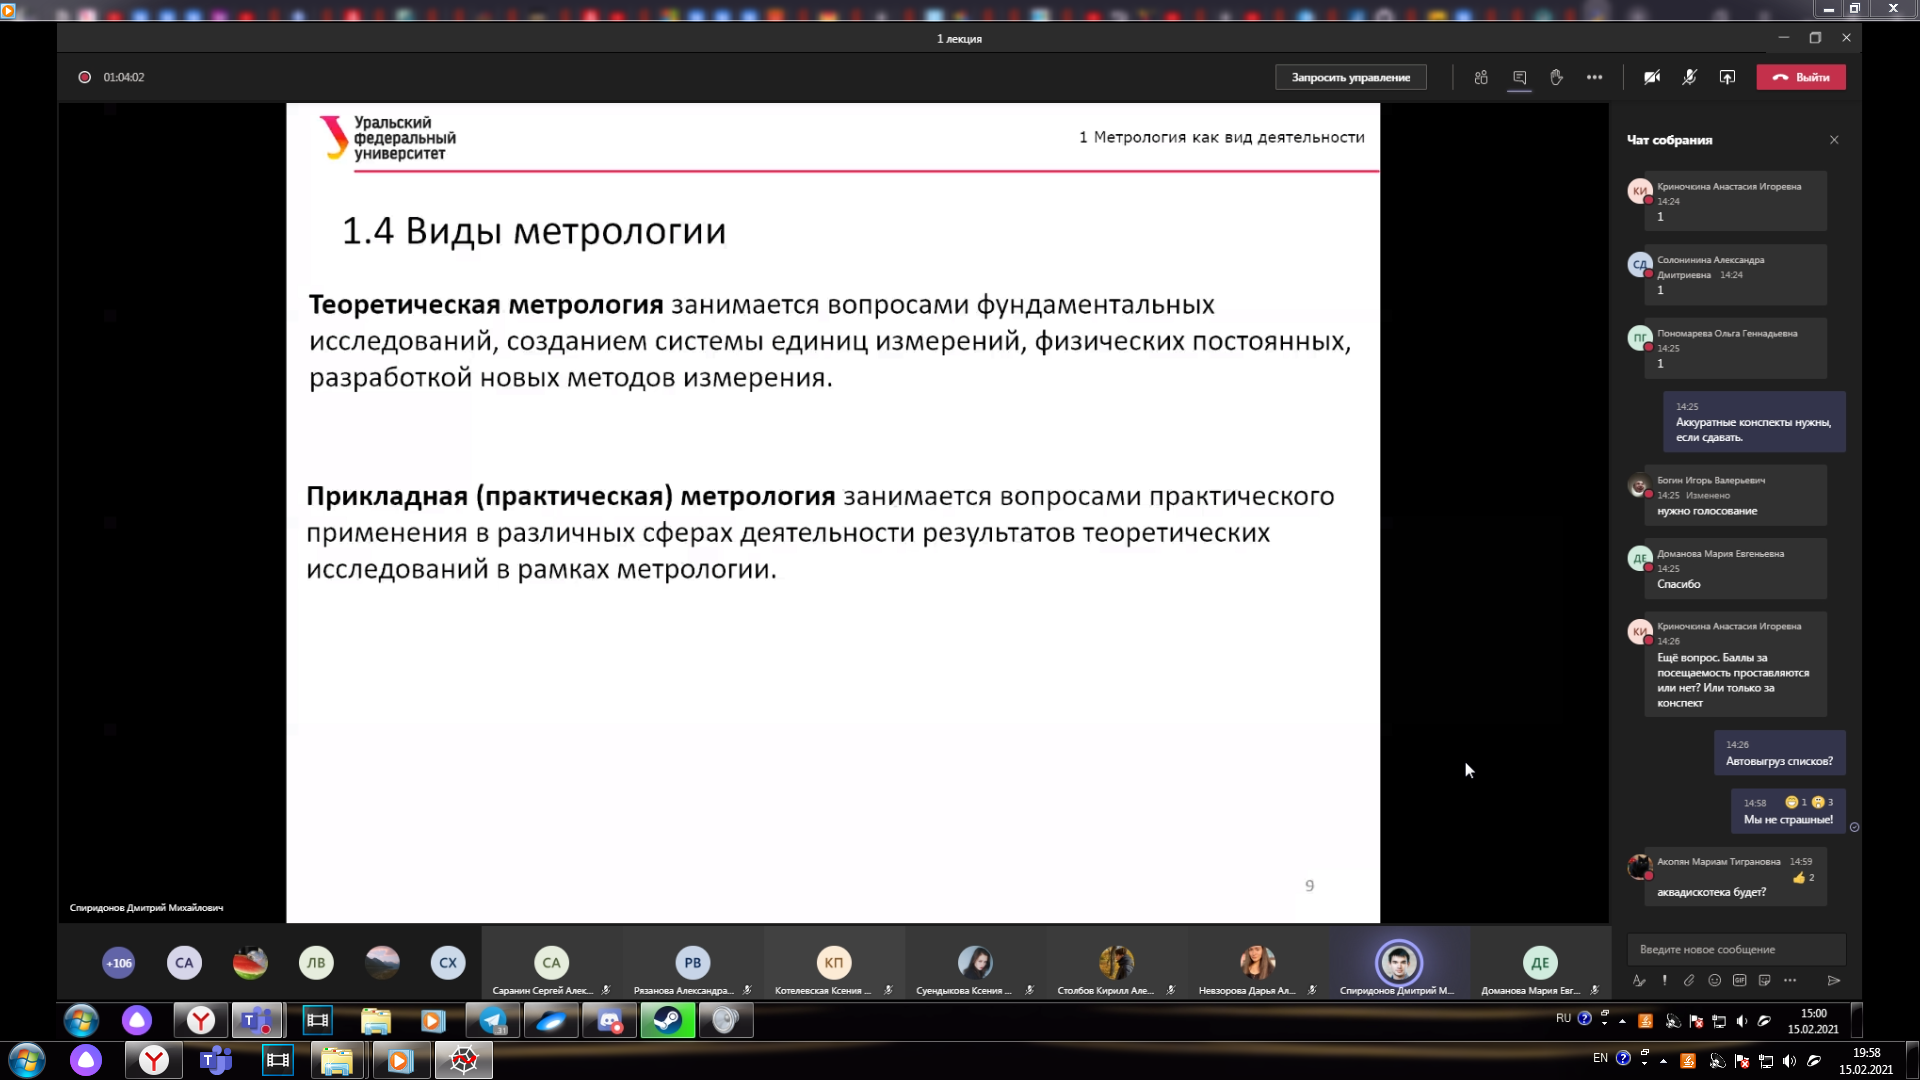 1 лекция
01:04:02
Запросить управление
Выйти
Уральский
федеральный
университет
1 Метрология как вид деятельности
1.4 Виды метрологии
Теоретическая метрология занимается вопросами фундаментальных
исследований, созданием системы единиц измерений, физических постоянных,
разработкой новых методов измерения.
Прикладная (практическая) метрология занимается вопросами практического
применения в различных сферах деятельности результатов теоретических
исследований в рамках метрологии.
9
Спиридонов Дмитрий Михайлович
Чат собрания
КИ
Криночкина Анастасия Игоревна
14:24
1
СД
Солонинина Александра
Дмитриевна 14:24
1
ПГ
Пономарева Ольга Геннадьевна
14:25
1
14:25
Аккуратные конспекты нужны,
если сдавать.
Богин Игорь Валерьевич
14:25 Изменено
нужно голосование
ДЕ
Доманова Мария Евгеньевна
14:25
Спасибо
КИ
Криночкина Анастасия Игоревна
14:26
Ещё вопрос. Баллы за
посещаемость проставляются
или нет? Или только за
конспект
14:26
Автовыгруз списков?
14:58 1 3
Мы не страшные!
Акопян Мариам Тиграновна 14:59
2
аквадискотека будет?
Введите новое сообщение
+106
СА
ЛВ
СХ
СА
Саранин Сергей Алек...
РВ
Рязанова Александра...
КП
Котелевская Ксения ...
Суендыкова Ксения ...
Столбов Кирилл Але...
Невзорова Дарья Ал...
Спиридонов Дмитрий М...
ДЕ
Доманова Мария Евг...
RU
15:00
15.02.2021
EN
19:58
15.02.2021